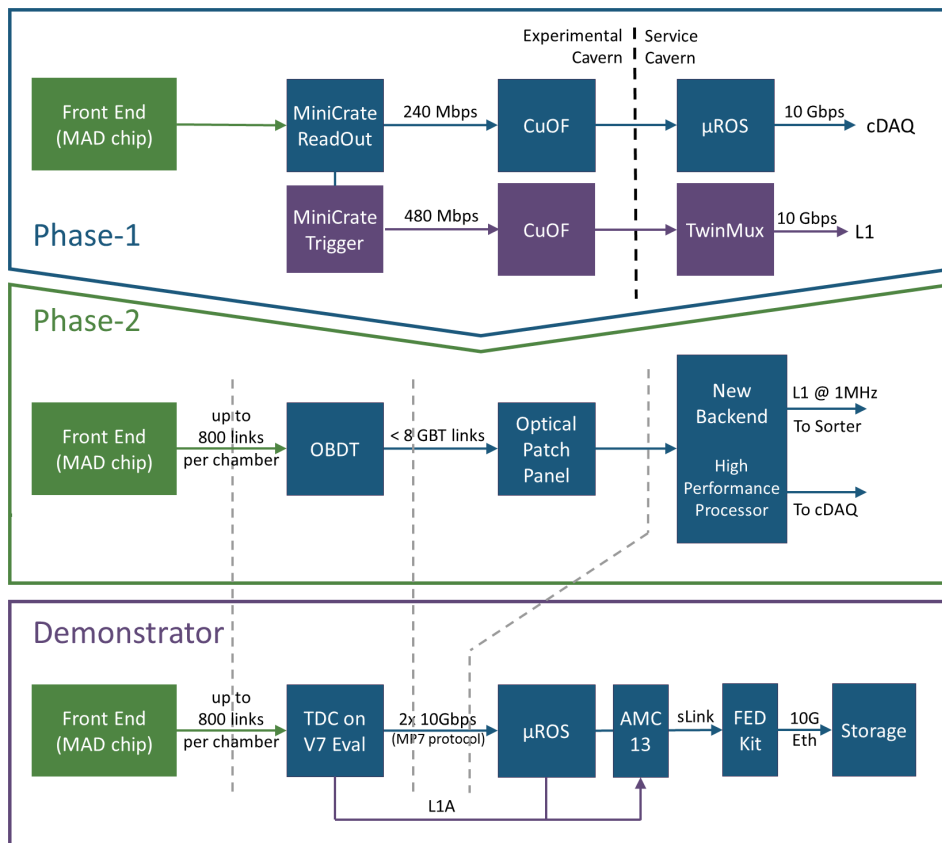 Experimental
Cavern
Service
Cavern
Front End
(MAD chip)
MiniCrate
ReadOut
240 Mbps
CuOF
µROS
10 Gbps
cDAQ
MiniCrate
Trigger
480 Mbps
CuOF
TwinMux
10 Gbps
L1
Phase-1
Phase-2
Front End
(MAD chip)
up to
800 links
per chamber
OBDT
< 8 GBT links
Optical
Patch
Panel
New
Backend
High
Performance
Processor
L1 @ 1MHz
To Sorter
To cDAQ
Demonstrator
Front End
(MAD chip)
up to
800 links
per chamber
TDC on
V7 Eval
2x 10Gbps
(MP7 protocol)
µROS
AMC
13
sLink
FED
Kit
10G
Eth
Storage
L1A